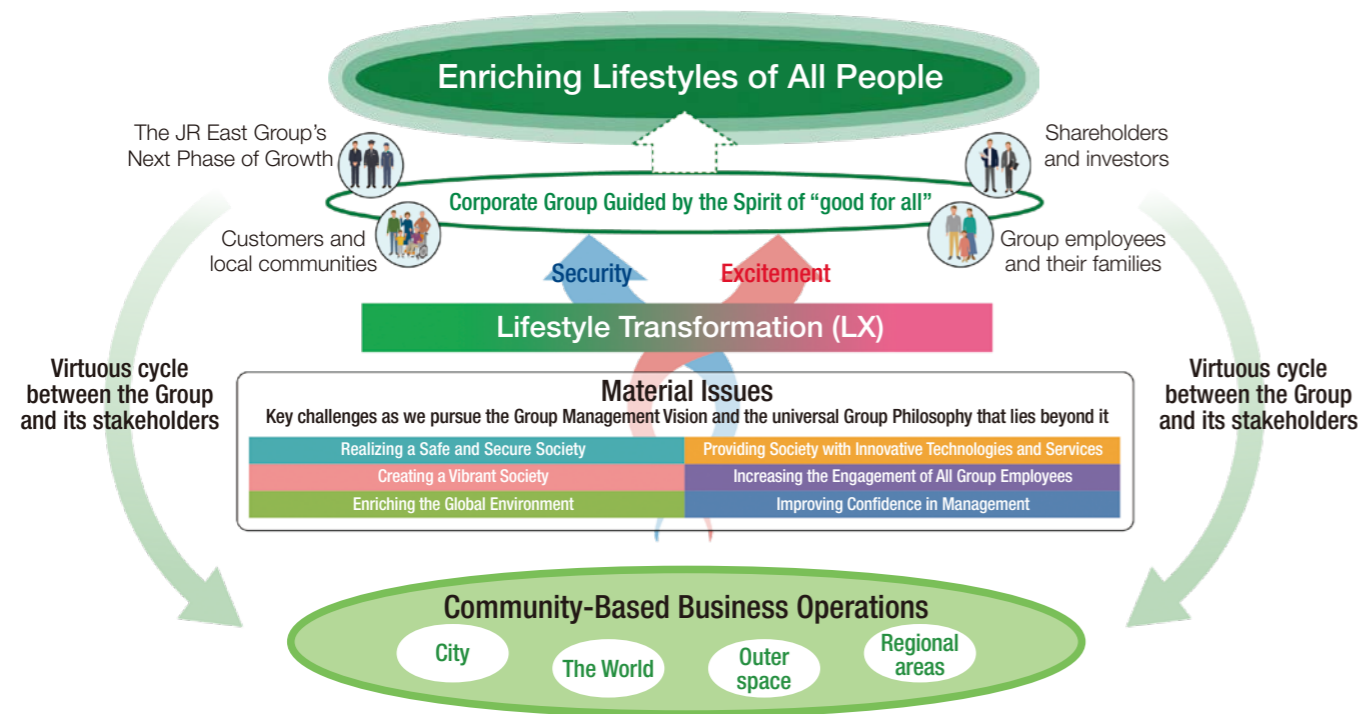 Enriching Lifestyles of All People
The JR East Group's
Next Phase of Growth
Shareholders
and investors
Corporate Group Guided by the Spirit of “good for all”
Customers and
local communities
Group employees
and their families
Security
Excitement
Lifestyle Transformation (LX)
Virtuous cycle
between the Group
and its stakeholders
Material Issues
Key challenges as we pursue the Group Management Vision and the universal Group Philosophy that lies beyond it
Realizing a Safe and Secure Society
Providing Society with Innovative Technologies and Services
Creating a Vibrant Society
Increasing the Engagement of All Group Employees
Enriching the Global Environment
Improving Confidence in Management
Virtuous cycle
between the Group
and its stakeholders
Community-Based Business Operations
City
The World
Outer
space
Regional
areas